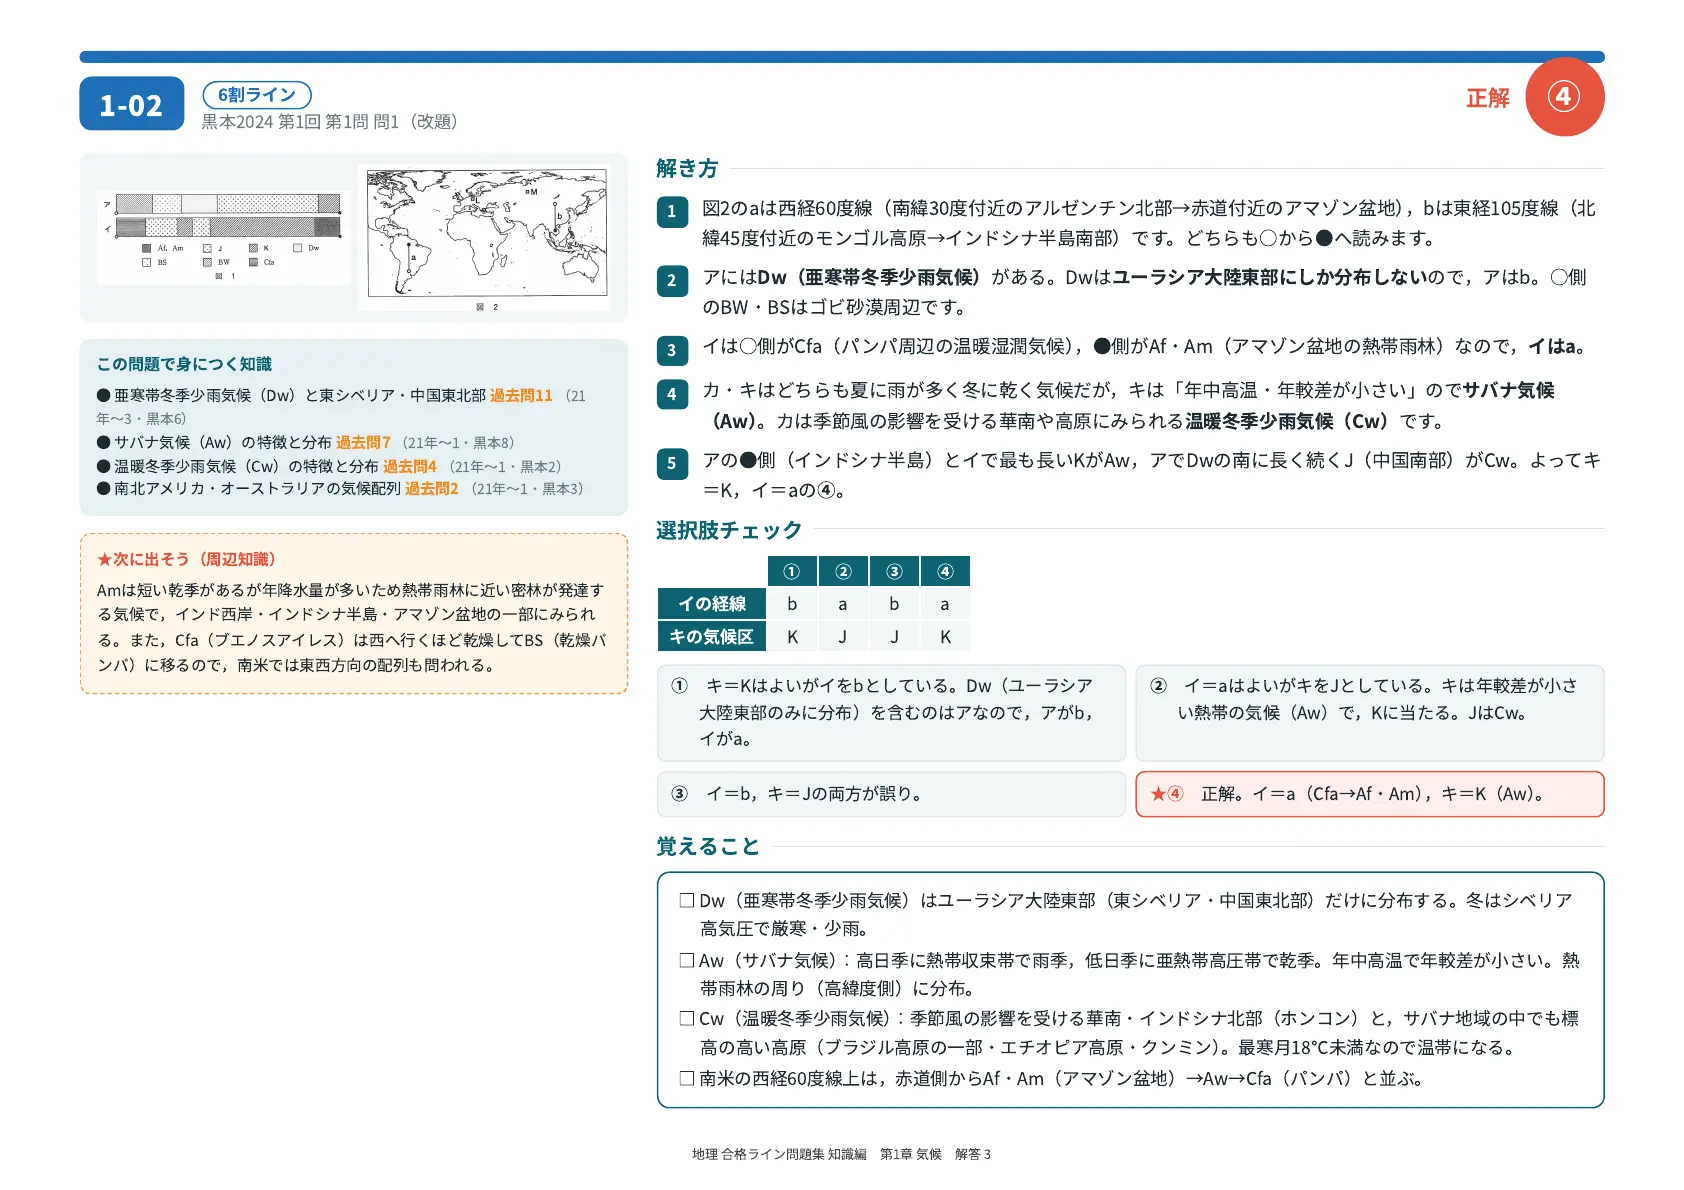 1-02
6割ライン
黒本2024 第1回 第1問 問1（改題）
正解 ④
ア
イ
Af, Am J K Dw
BS BW Cfa
図 1
M
L
b
a
図 2
この問題で身につく知識
●亜寒帯冬季少雨気候（Dw）と東シベリア・中国東北部 過去問11 （21
年〜3・黒本6）
●サバナ気候（Aw）の特徴と分布 過去問7 （21年〜1・黒本8）
●温暖冬季少雨気候（Cw）の特徴と分布 過去問4 （21年〜1・黒本2）
●南北アメリカ・オーストラリアの気候配列 過去問2 （21年〜1・黒本3）
★次に出そう（周辺知識）
Amは短い乾季があるが年降水量が多いため熱帯雨林に近い密林が発達す
る気候で，インド西岸・インドシナ半島・アマゾン盆地の一部にみられ
る。また，Cfa（ブエノスアイレス）は西へ行くほど乾燥してBS（乾燥パ
ンパ）に移るので，南米では東西方向の配列も問われる。
解き方
1 図2のaは西経60度線（南緯30度付近のアルゼンチン北部→赤道付近のアマゾン盆地），bは東経105度線（北
緯45度付近のモンゴル高原→インドシナ半島南部）です。どちらも○から●へ読みます。
2 アにはDw（亜寒帯冬季少雨気候）がある。Dwはユーラシア大陸東部にしか分布しないので，アはb。○側
のBW・BSはゴビ砂漠周辺です。
3 イは○側がCfa（パンパ周辺の温暖湿潤気候），●側がAf・Am（アマゾン盆地の熱帯雨林）なので，イはa。
4 カ・キはどちらも夏に雨が多く冬に乾く気候だが，キは「年中高温・年較差が小さい」のでサバナ気候
（Aw）。カは季節風の影響を受ける華南や高原にみられる温暖冬季少雨気候（Cw）です。
5 アの●側（インドシナ半島）とイで最も長いKがAw，アでDwの南に長く続くJ（中国南部）がCw。よってキ
＝K，イ＝aの④。
選択肢チェック
① ② ③ ④
イの経線 b a b a
キの気候区 K J J K
① キ＝KはよいがイをbとしているDw。（ユーラシア
大陸東部のみに分布）を含むのはアなので，アがb，
イがa。
② イ＝aはよいがキをJとしている。キは年較差が小さ
い熱帯の気候（Aw）で，Kに当たる。JはCw。
③ イ＝b，キ＝Jの両方が誤り。
★④ 正解。イ＝a（Cfa→Af・Am），キ＝K（Aw）。
覚えること
□ Dw（亜寒帯冬季少雨気候）はユーラシア大陸東部（東シベリア・中国東北部）だけに分布する。冬はシベリア
高気圧で厳寒・少雨。
□ Aw（サバナ気候）：高日季に熱帯収束帯で雨季，低日季に亜熱帯高圧帯で乾季。年中高温で年較差が小さい。熱
帯雨林の周り（高緯度側）に分布。
□ Cw（温暖冬季少雨気候）：季節風の影響を受ける華南・インドシナ北部（ホンコン）と，サバナ地域の中でも標
高の高い高原（ブラジル高原の一部・エチオピア高原・クンミン）。最寒月18℃未満なので温帯になる。
□ 南米の西経60度線上は，赤道側からAf・Am（アマゾン盆地）→Aw→Cfa（パンパ）と並ぶ。
地理 合格ライン問題集 知識編 第1章 気候 解答 3